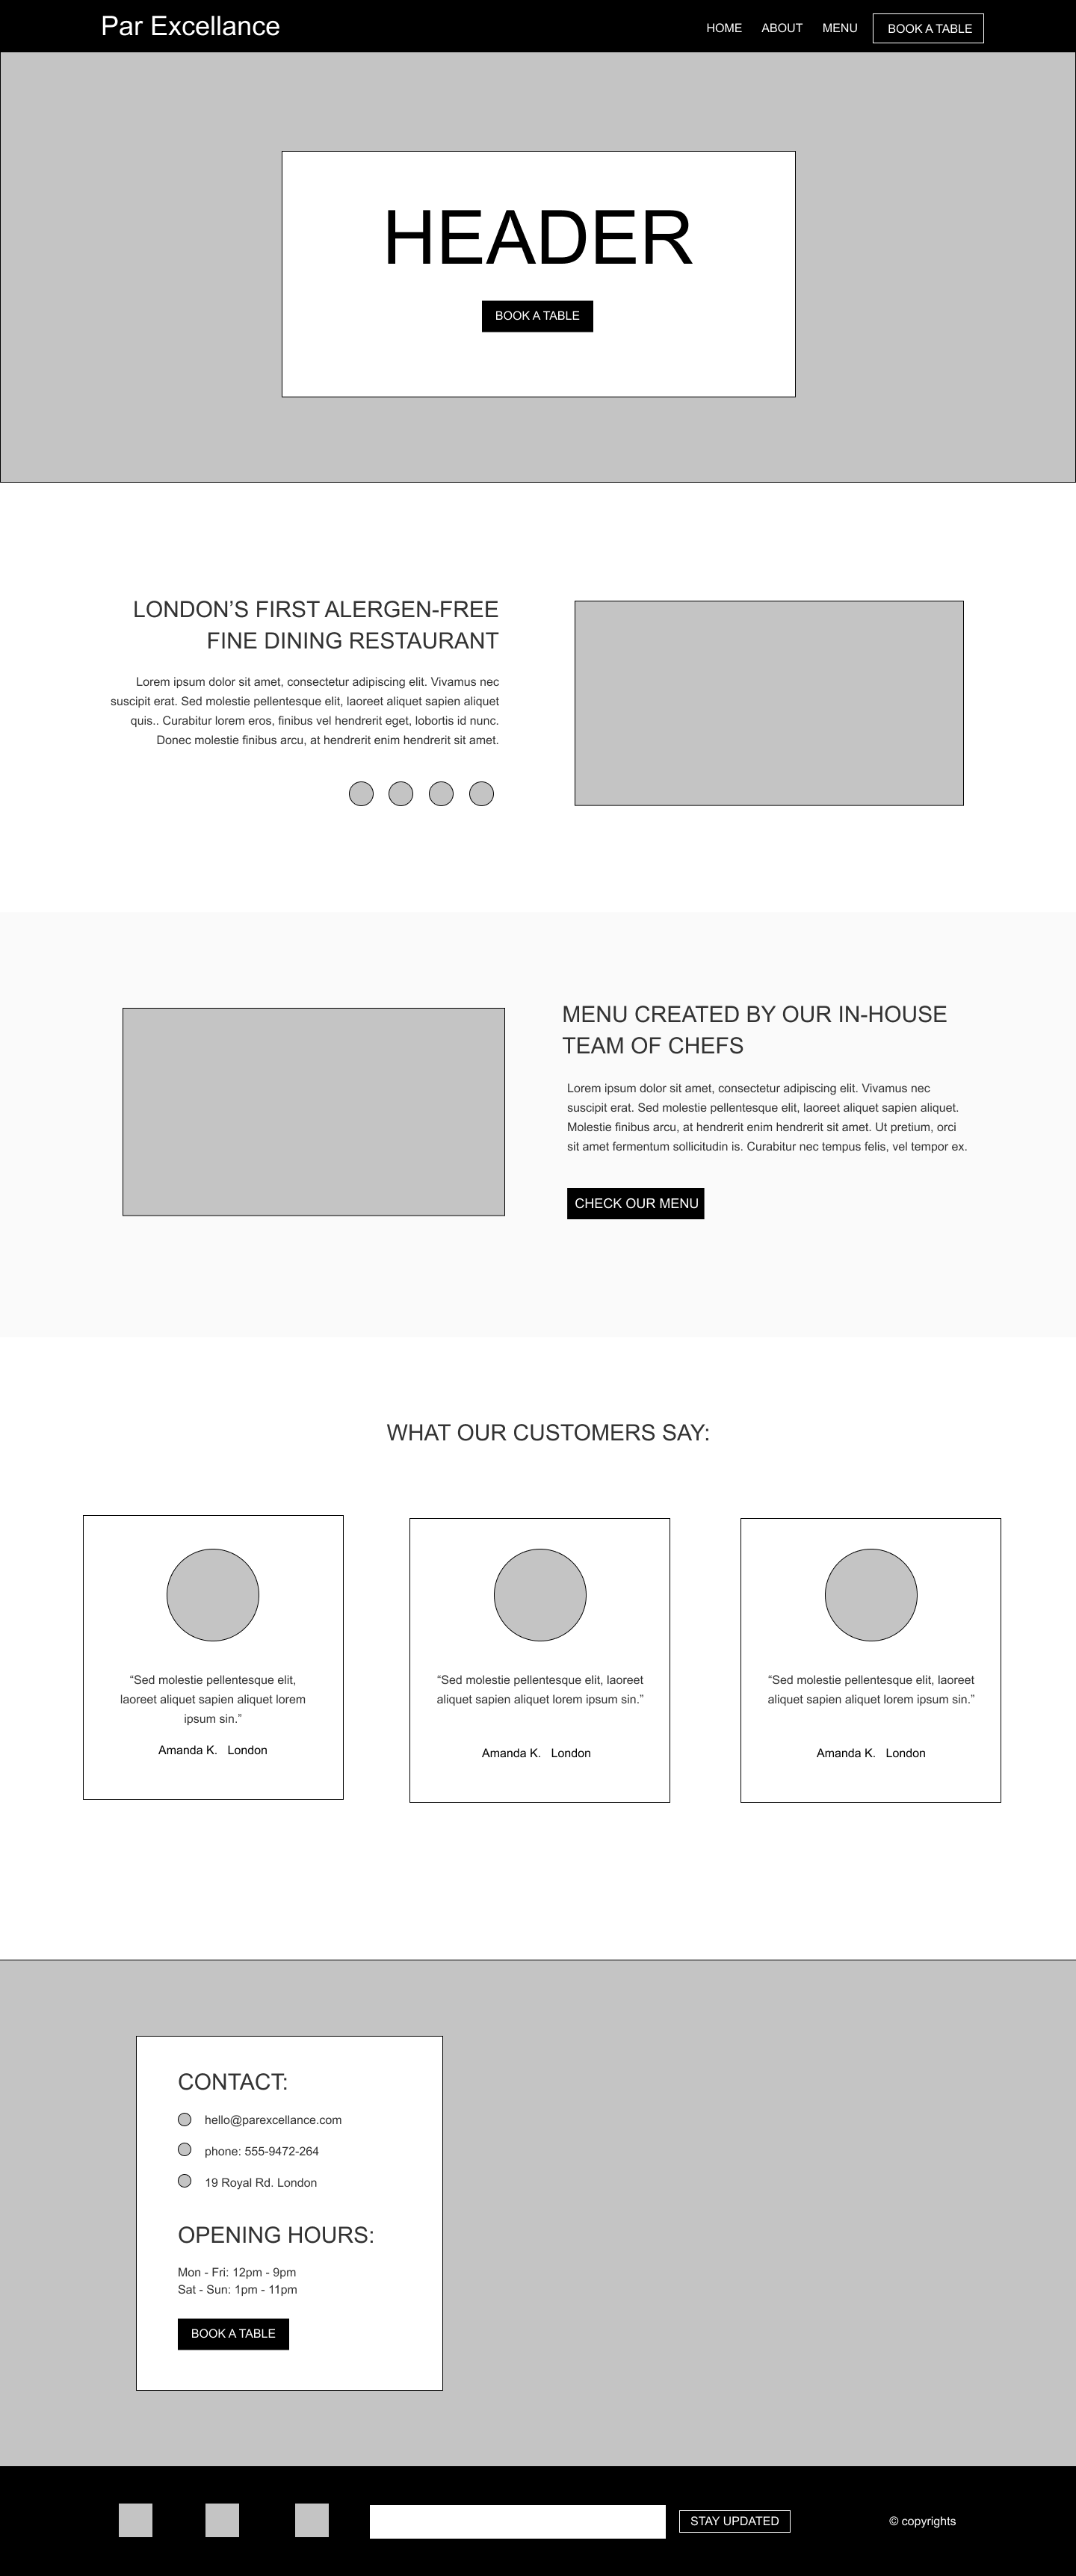 Par Excellance
HOME ABOUT MENU BOOK A TABLE
HEADER
BOOK A TABLE
LONDON’S FIRST ALERGEN-FREE
FINE DINING RESTAURANT
Lorem ipsum dolor sit amet, consectetur adipiscing elit. Vivamus nec
suscipit erat. Sed molestie pellentesque elit, laoreet aliquet sapien aliquet
quis.. Curabitur lorem eros, finibus vel hendrerit eget, lobortis id nunc.
Donec molestie finibus arcu, at hendrerit enim hendrerit sit amet.
MENU CREATED BY OUR IN-HOUSE
TEAM OF CHEFS
Lorem ipsum dolor sit amet, consectetur adipiscing elit. Vivamus nec
suscipit erat. Sed molestie pellentesque elit, laoreet aliquet sapien aliquet.
Molestie finibus arcu, at hendrerit enim hendrerit sit amet. Ut pretium, orci
sit amet fermentum sollicitudin is. Curabitur nec tempus felis, vel tempor ex.
CHECK OUR MENU
WHAT OUR CUSTOMERS SAY:
“Sed molestie pellentesque elit,
laoreet aliquet sapien aliquet lorem
ipsum sin.”
Amanda K. London
“Sed molestie pellentesque elit, laoreet
aliquet sapien aliquet lorem ipsum sin.”
Amanda K. London
“Sed molestie pellentesque elit, laoreet
aliquet sapien aliquet lorem ipsum sin.”
Amanda K. London
CONTACT:
hello@parexcellance.com
phone: 555-9472-264
19 Royal Rd. London
OPENING HOURS:
Mon - Fri: 12pm - 9pm
Sat - Sun: 1pm - 11pm
BOOK A TABLE
STAY UPDATED
© copyrights